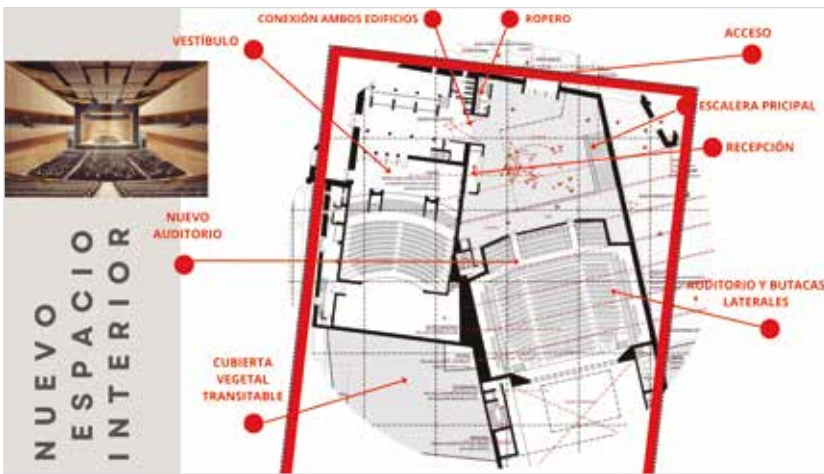 CONEXIÓN AMBOS EDIFICIOS
ROPERO
VESTÍBULO
ACCESO
ESCALERA PRICIPAL
RECEPCIÓN
NUEVO
AUDITORIO
AUDITORIO Y BUTACAS
LATERALES
CUBIERTA
VEGETAL
TRANSITABLE
NUEVO
ESPACIO
INTERIOR